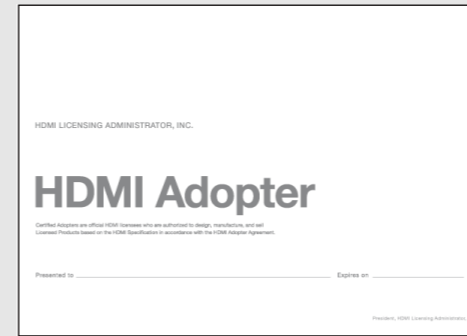 HDMI LICENSING ADMINISTRATOR, INC.
HDMI Adopter
Certified Adopters are official HDMI licensees who are authorized to design, manufacture, and sell
Licensed Products based on the HDMI Specification in accordance with the HDMI Adopter Agreement.
Presented to
Expires on
President, HDMI Licensing Administrator,